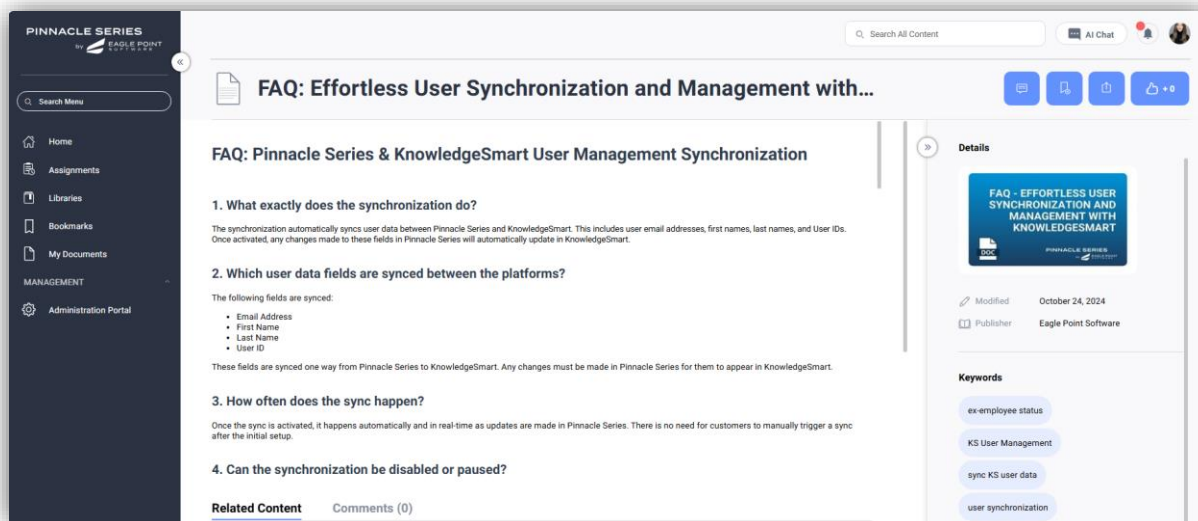 PINNACLE SERIES
by EAGLE POINT
SOFTWARE
Search Menu
Home
Assignments
Libraries
Bookmarks
My Documents
MANAGEMENT
Administration Portal
Search All Content
AI Chat
FAQ: Effortless User Synchronization and Management with...
+ 0
FAQ: Pinnacle Series & KnowledgeSmart User Management Synchronization
1. What exactly does the synchronization do?
The synchronization automatically syncs user data between Pinnacle Series and KnowledgeSmart. This includes user email addresses, first names, last names, and User IDs.
Once activated, any changes made to these fields in Pinnacle Series will automatically update in KnowledgeSmart.
2. Which user data fields are synced between the platforms?
The following fields are synced:
• Email Address
• First Name
• Last Name
• User ID
These fields are synced one way from Pinnacle Series to KnowledgeSmart. Any changes must be made in Pinnacle Series for them to appear in KnowledgeSmart.
3. How often does the sync happen?
Once the sync is activated, it happens automatically and in real-time as updates are made in Pinnacle Series. There is no need for customers to manually trigger a sync
after the initial setup.
4. Can the synchronization be disabled or paused?
Related Content
Comments (0)
Details
FAQ - EFFORTLESS USER
SYNCHRONIZATION AND
MANAGEMENT WITH
KNOWLEDGESMART
DOC
PINNACLE SERIES
Modified October 24, 2024
Publisher Eagle Point Software
Keywords
ex-employee status
KS User Management
sync KS user data
user synchronization